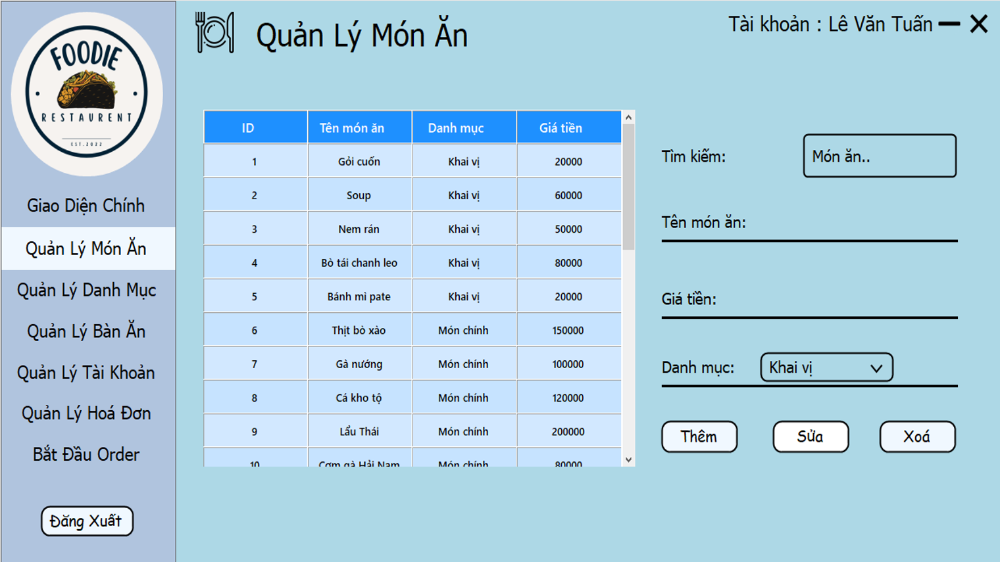 FOODIE
RESTAURENT
EST.2022
Giao Diện Chính
Quản Lý Món Ăn
Quản Lý Danh Mục
Quản Lý Bàn Ăn
Quản Lý Tài Khoản
Quản Lý Hoá Đơn
Bắt Đầu Order
Đăng Xuất
Quản Lý Món Ăn
Tài khoản : Lê Văn Tuấn
ID Tên món ăn Danh mục Giá tiền
1 Gỏi cuốn Khai vị 20000
2 Soup Khai vị 60000
3 Nem rán Khai vị 50000
4 Bò tái chanh leo Khai vị 80000
5 Bánh mì pate Khai vị 20000
6 Thịt bò xào Món chính 150000
7 Gà nướng Món chính 100000
8 Cá kho tộ Món chính 120000
9 Lẩu Thái Món chính 200000
10 Cơm gà Hải Nam Món chính 80000
Tìm kiếm: Món ăn..
Tên món ăn:
Giá tiền:
Danh mục: Khai vị
Thêm Sửa Xoá